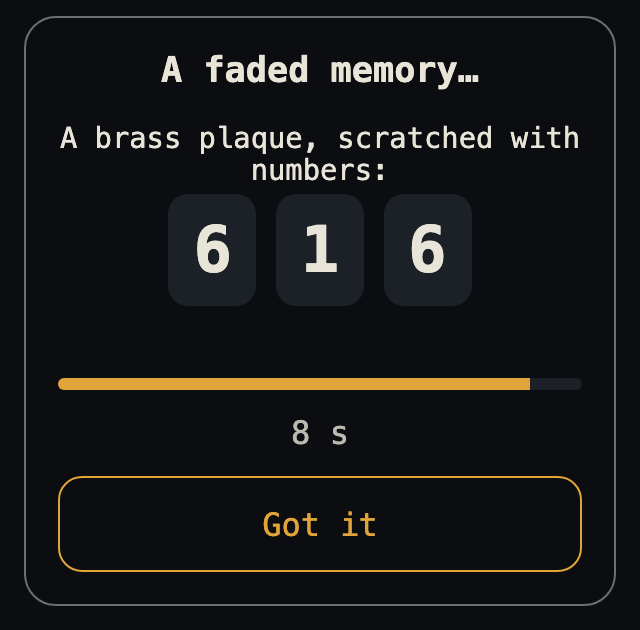 A faded memory…
A brass plaque, scratched with
numbers:
6 1 6
8 s
Got it